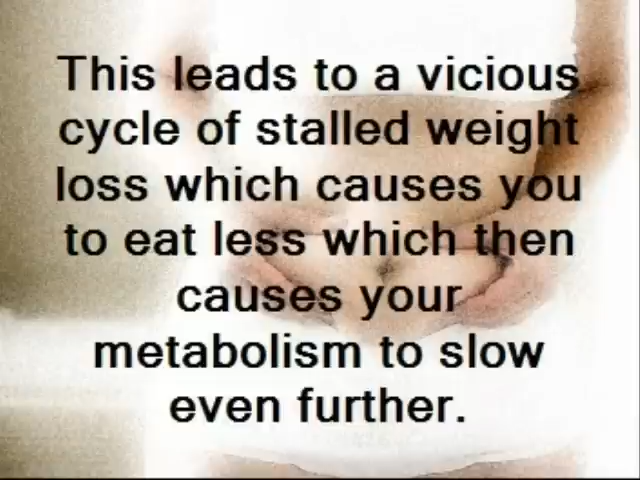 This leads to a vicious
cycle of stalled weight
loss which causes you
to eat less which then
causes your
metabolism to slow
even further.